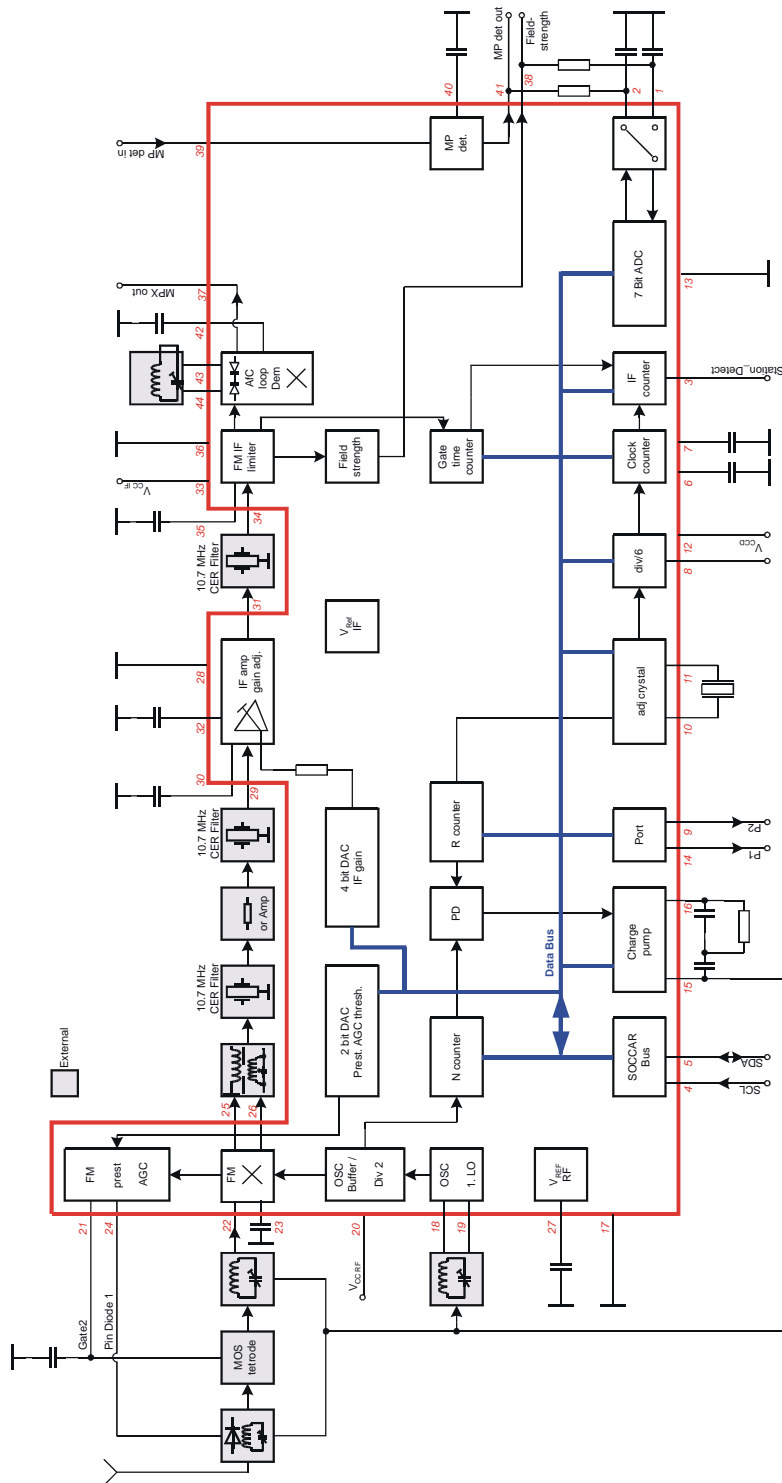 MP det out
Field-
strength
MP det in
39
40
41
38
2
1
MP
det.
MPX out
37
42
43
44
AfC
loop
Dem
7 Bit ADC
13
36
VCC IF
33
35
34
FM IF
limiter
Field
strength
Gate
time
counter
IF
counter
Clock
counter
3
Station_Detect
7
6
10.7 MHz
CER Filter
31
div/6
12
8
VCCD
28
32
30
29
IF amp
gain adj.
VRef
IF
adj crystal
11
10
10.7 MHz
CER Filter
or Amp
10.7 MHz
CER Filter
4 bit DAC
IF gain
R counter
Port
9
14
P2
P1
PD
Charge
pump
16
15
Data Bus
2 bit DAC
Prest. AGC thresh.
N counter
SOCCAR
Bus
5
4
SDA
SCL
External
25
26
FM
prest
AGC
FM
OSC
Buffer /
Div 2
OSC
1. LO
VREF
RF
21
24
22
23
20
18
19
27
17
VCC RF
Gate2
Pin Diode 1
MOS
tetrode